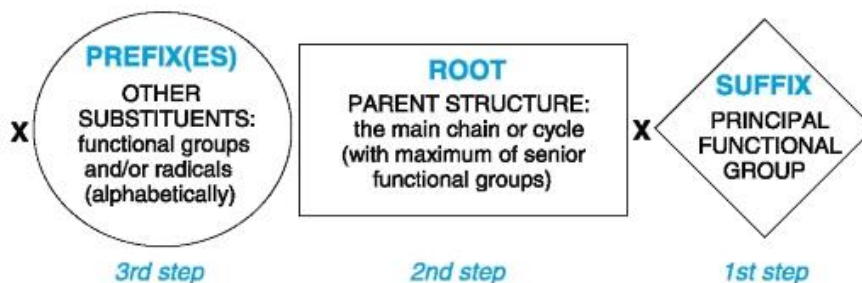 PREFIX(ES)
OTHER
SUBSTITUENTS:
functional groups
and/or radicals
(alphabetically)
ROOT
PARENT STRUCTURE:
the main chain or cycle
(with maximum of senior
functional groups)
SUFFIX
PRINCIPAL
FUNCTIONAL
GROUP
X
X
3rd step
2nd step
1st step